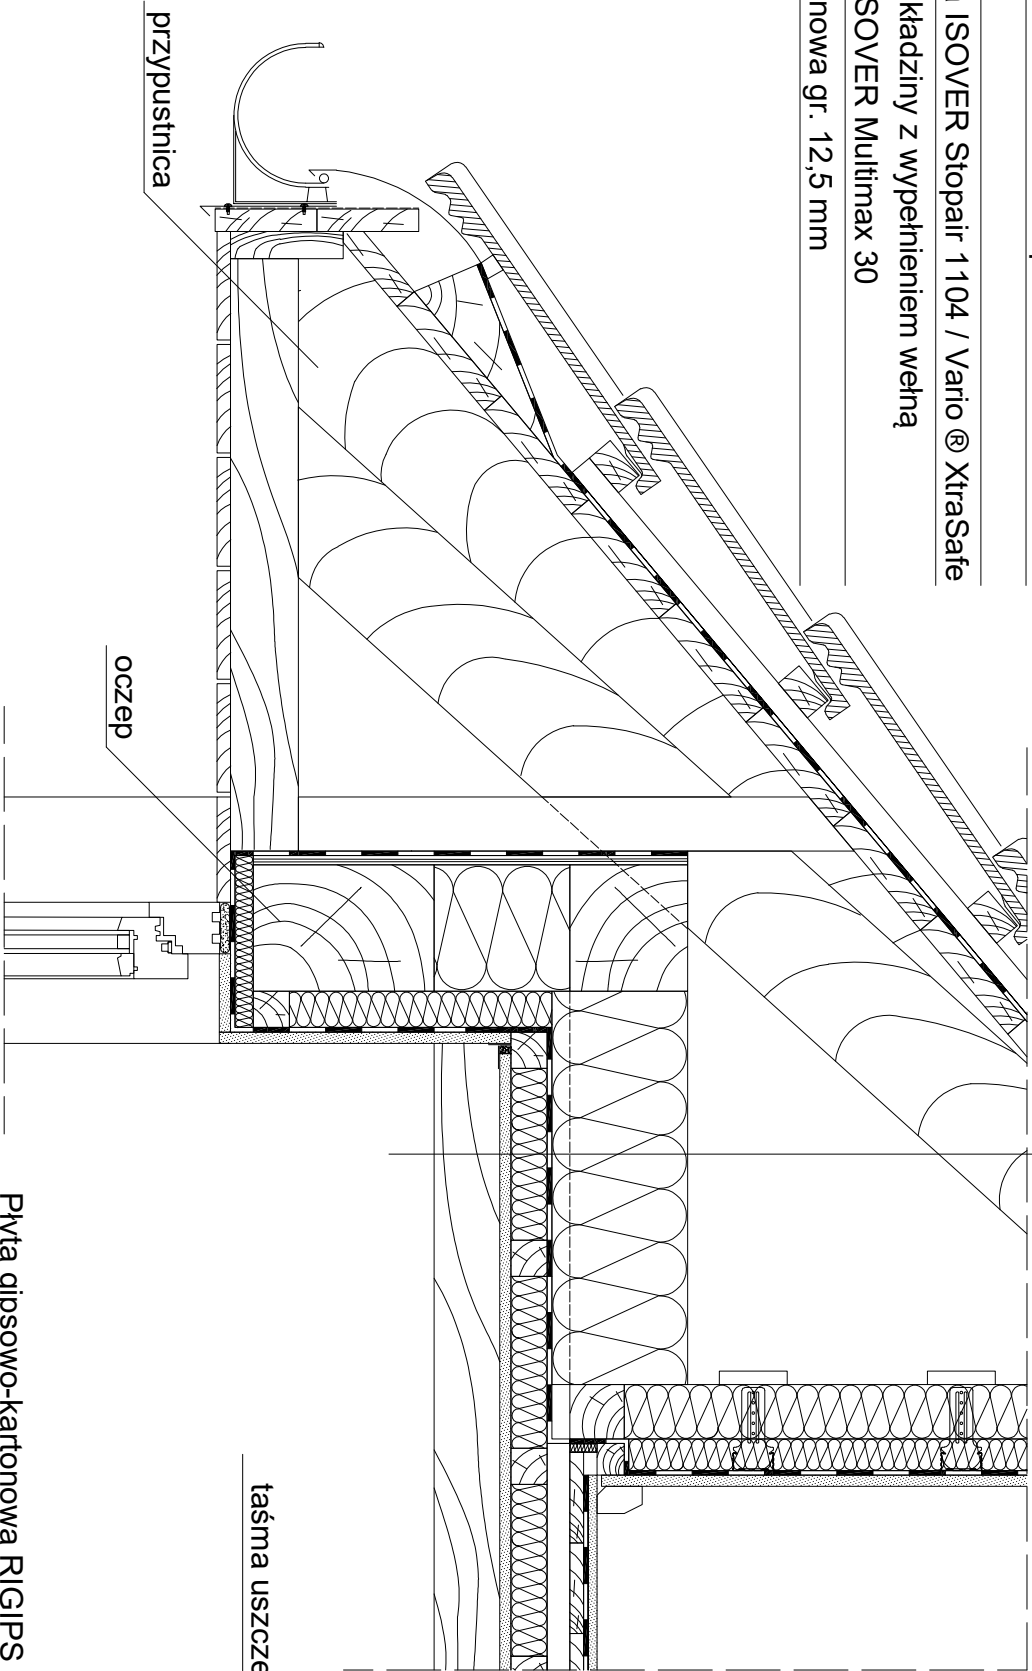 ISOVER Stopair 1104 / Vario ® XtraSafe
kładziny z wypełnieniem wełną
SOVER Multimax 30
nowa gr. 12,5 mm
przypustnica
oczep
taśma uszcze
Płyta gipsowo-kartonowa RIGIPS